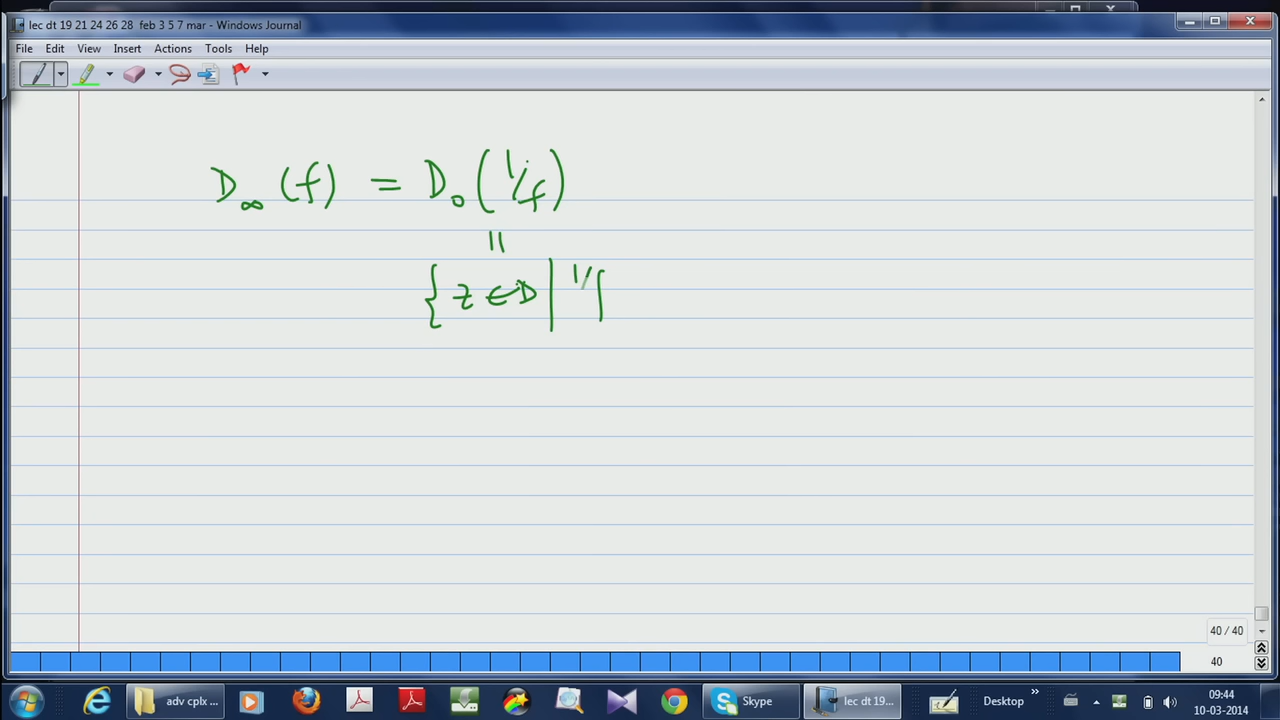 lec dt 19 21 24 26 28 feb 3 5 7 mar - Windows Journal
File Edit View Insert Actions Tools Help
D∞ (f) = D₀ (1/f)
||
{ z ∈ D | 1/f
40 / 40
40
adv cplx ... Skype lec dt 19... Desktop » 09:44
10-03-2014